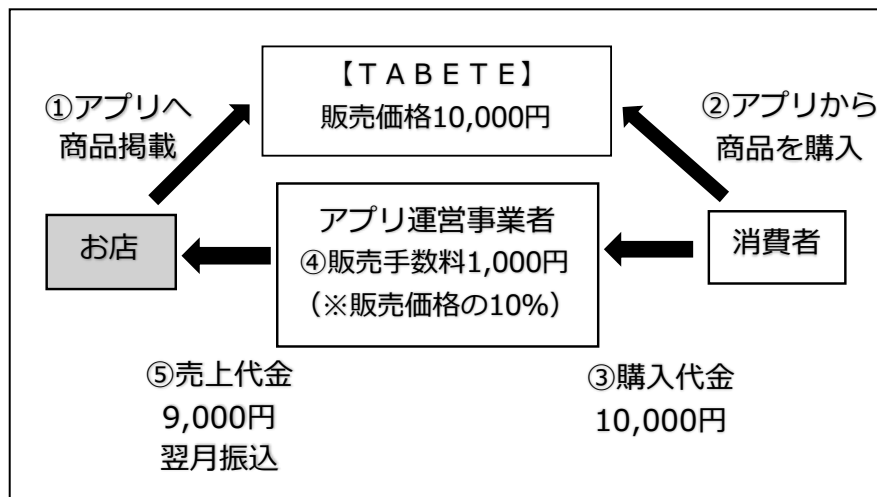 【ＴＡＢＥＴＥ】
販売価格10,000円
①アプリへ
商品掲載
②アプリから
商品を購入
お店
アプリ運営事業者
④販売手数料1,000円
（※販売価格の10%）
消費者
⑤売上代金
9,000円
翌月振込
③購入代金
10,000円